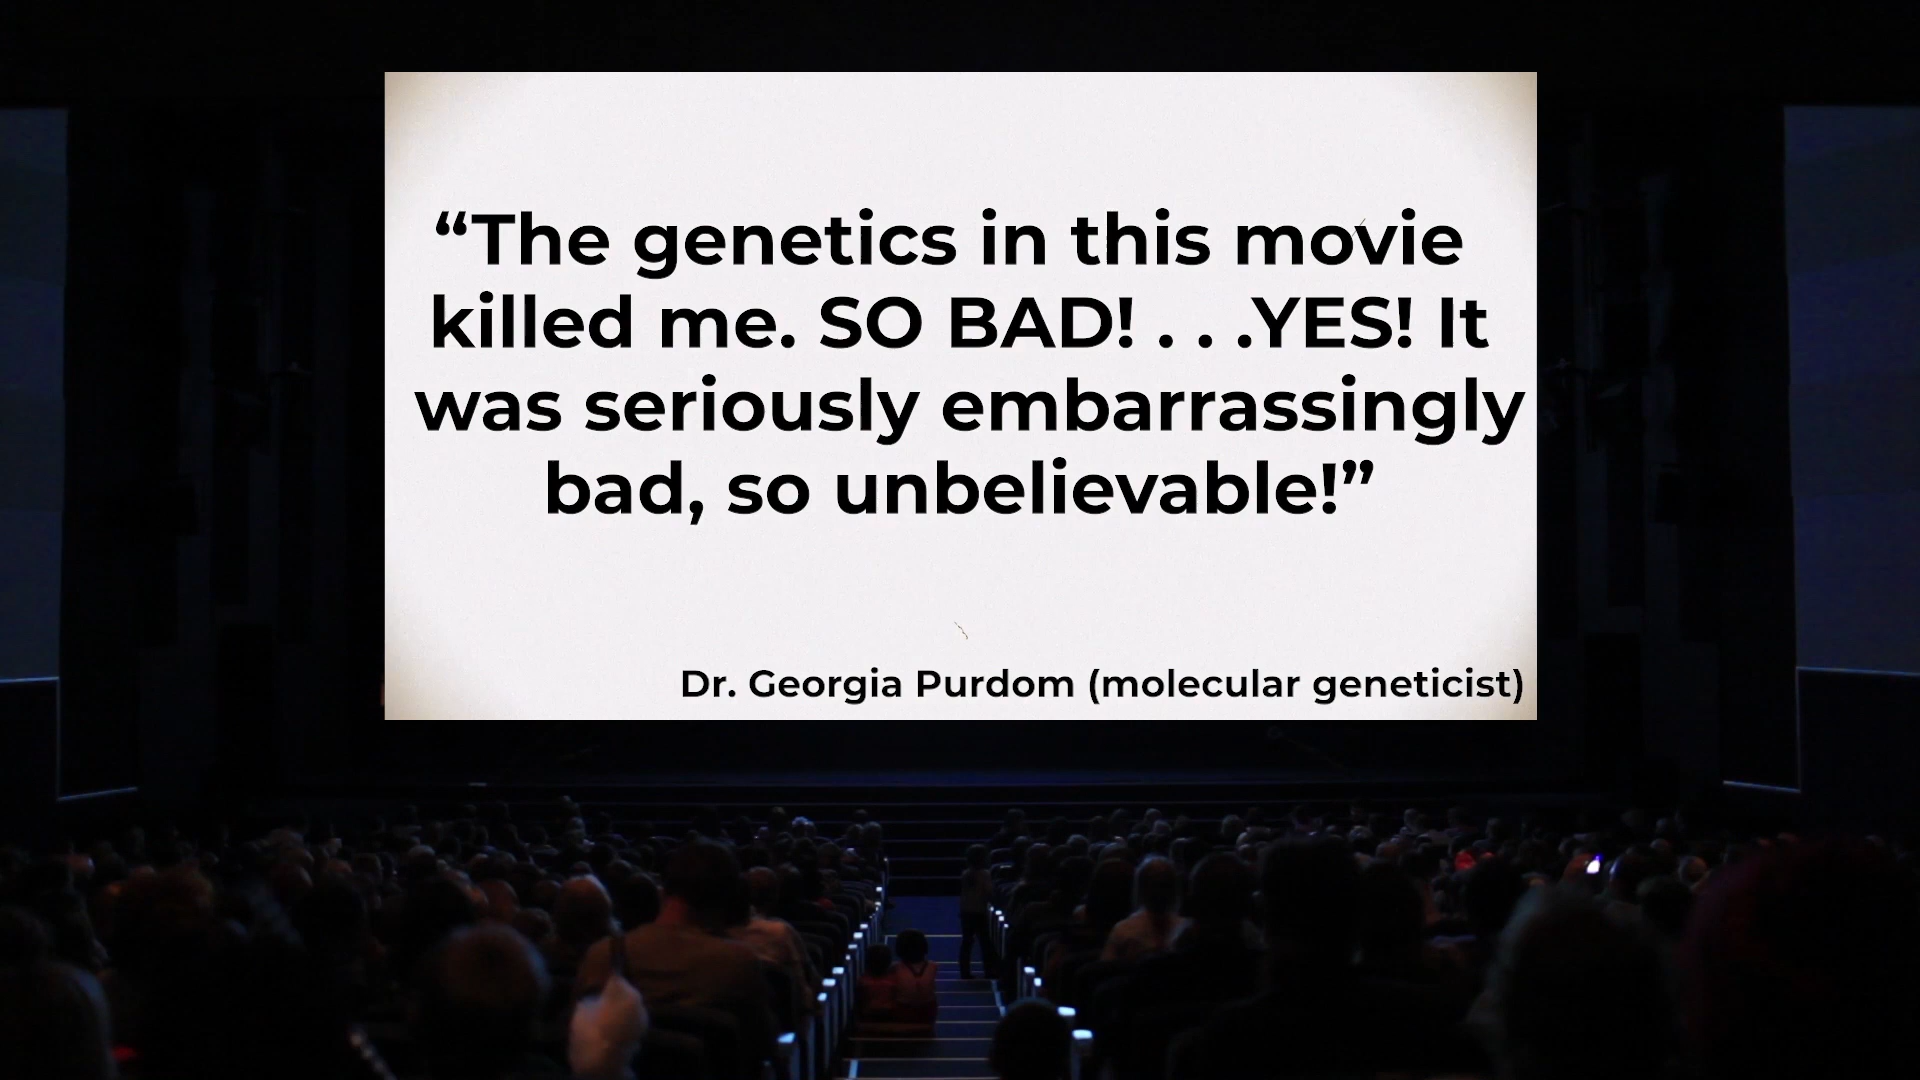 “The genetics in this movie
killed me. SO BAD! . . .YES! It
was seriously embarrassingly
bad, so unbelievable!”
Dr. Georgia Purdom (molecular geneticist)